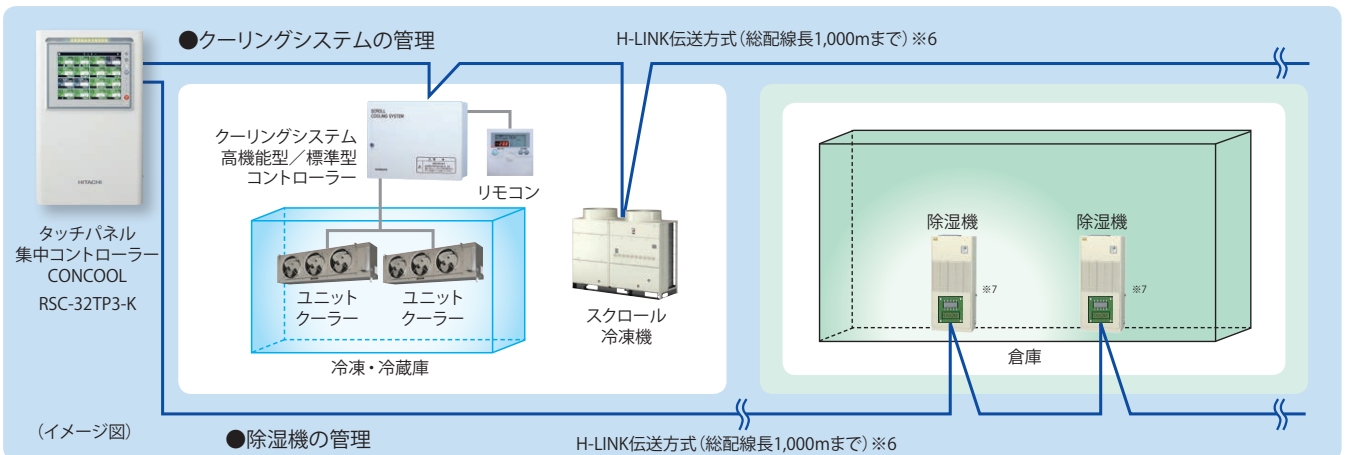 ●クーリングシステムの管理
H-LINK伝送方式(総配線長1,000mまで)※6
SCROLL
COOLING SYSTEM
クーリングシステム
高機能型/標準型
コントローラー
リモコン
HITACHI
タッチパネル
集中コントローラー
CONCOOL
RSC-32TP3-K
ユニット
クーラー
ユニット
クーラー
冷凍・冷蔵庫
スクロール
冷凍機
除湿機
※7
除湿機
※7
倉庫
(イメージ図)
●除湿機の管理
H-LINK伝送方式(総配線長1,000mまで)※6